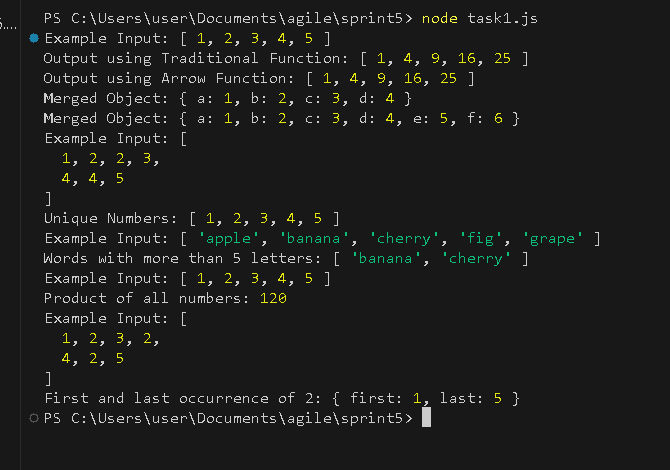 5....
PS C:\Users\user\Documents\agile\sprint5> node task1.js
Example Input: [ 1, 2, 3, 4, 5 ]
Output using Traditional Function: [ 1, 4, 9, 16, 25 ]
Output using Arrow Function: [ 1, 4, 9, 16, 25 ]
Merged Object: { a: 1, b: 2, c: 3, d: 4 }
Merged Object: { a: 1, b: 2, c: 3, d: 4, e: 5, f: 6 }
Example Input: [
  1, 2, 2, 3,
  4, 4, 5
]
Unique Numbers: [ 1, 2, 3, 4, 5 ]
Example Input: [ 'apple', 'banana', 'cherry', 'fig', 'grape' ]
Words with more than 5 letters: [ 'banana', 'cherry' ]
Example Input: [ 1, 2, 3, 4, 5 ]
Product of all numbers: 120
Example Input: [
  1, 2, 3, 2,
  4, 2, 5
]
First and last occurrence of 2: { first: 1, last: 5 }
PS C:\Users\user\Documents\agile\sprint5>